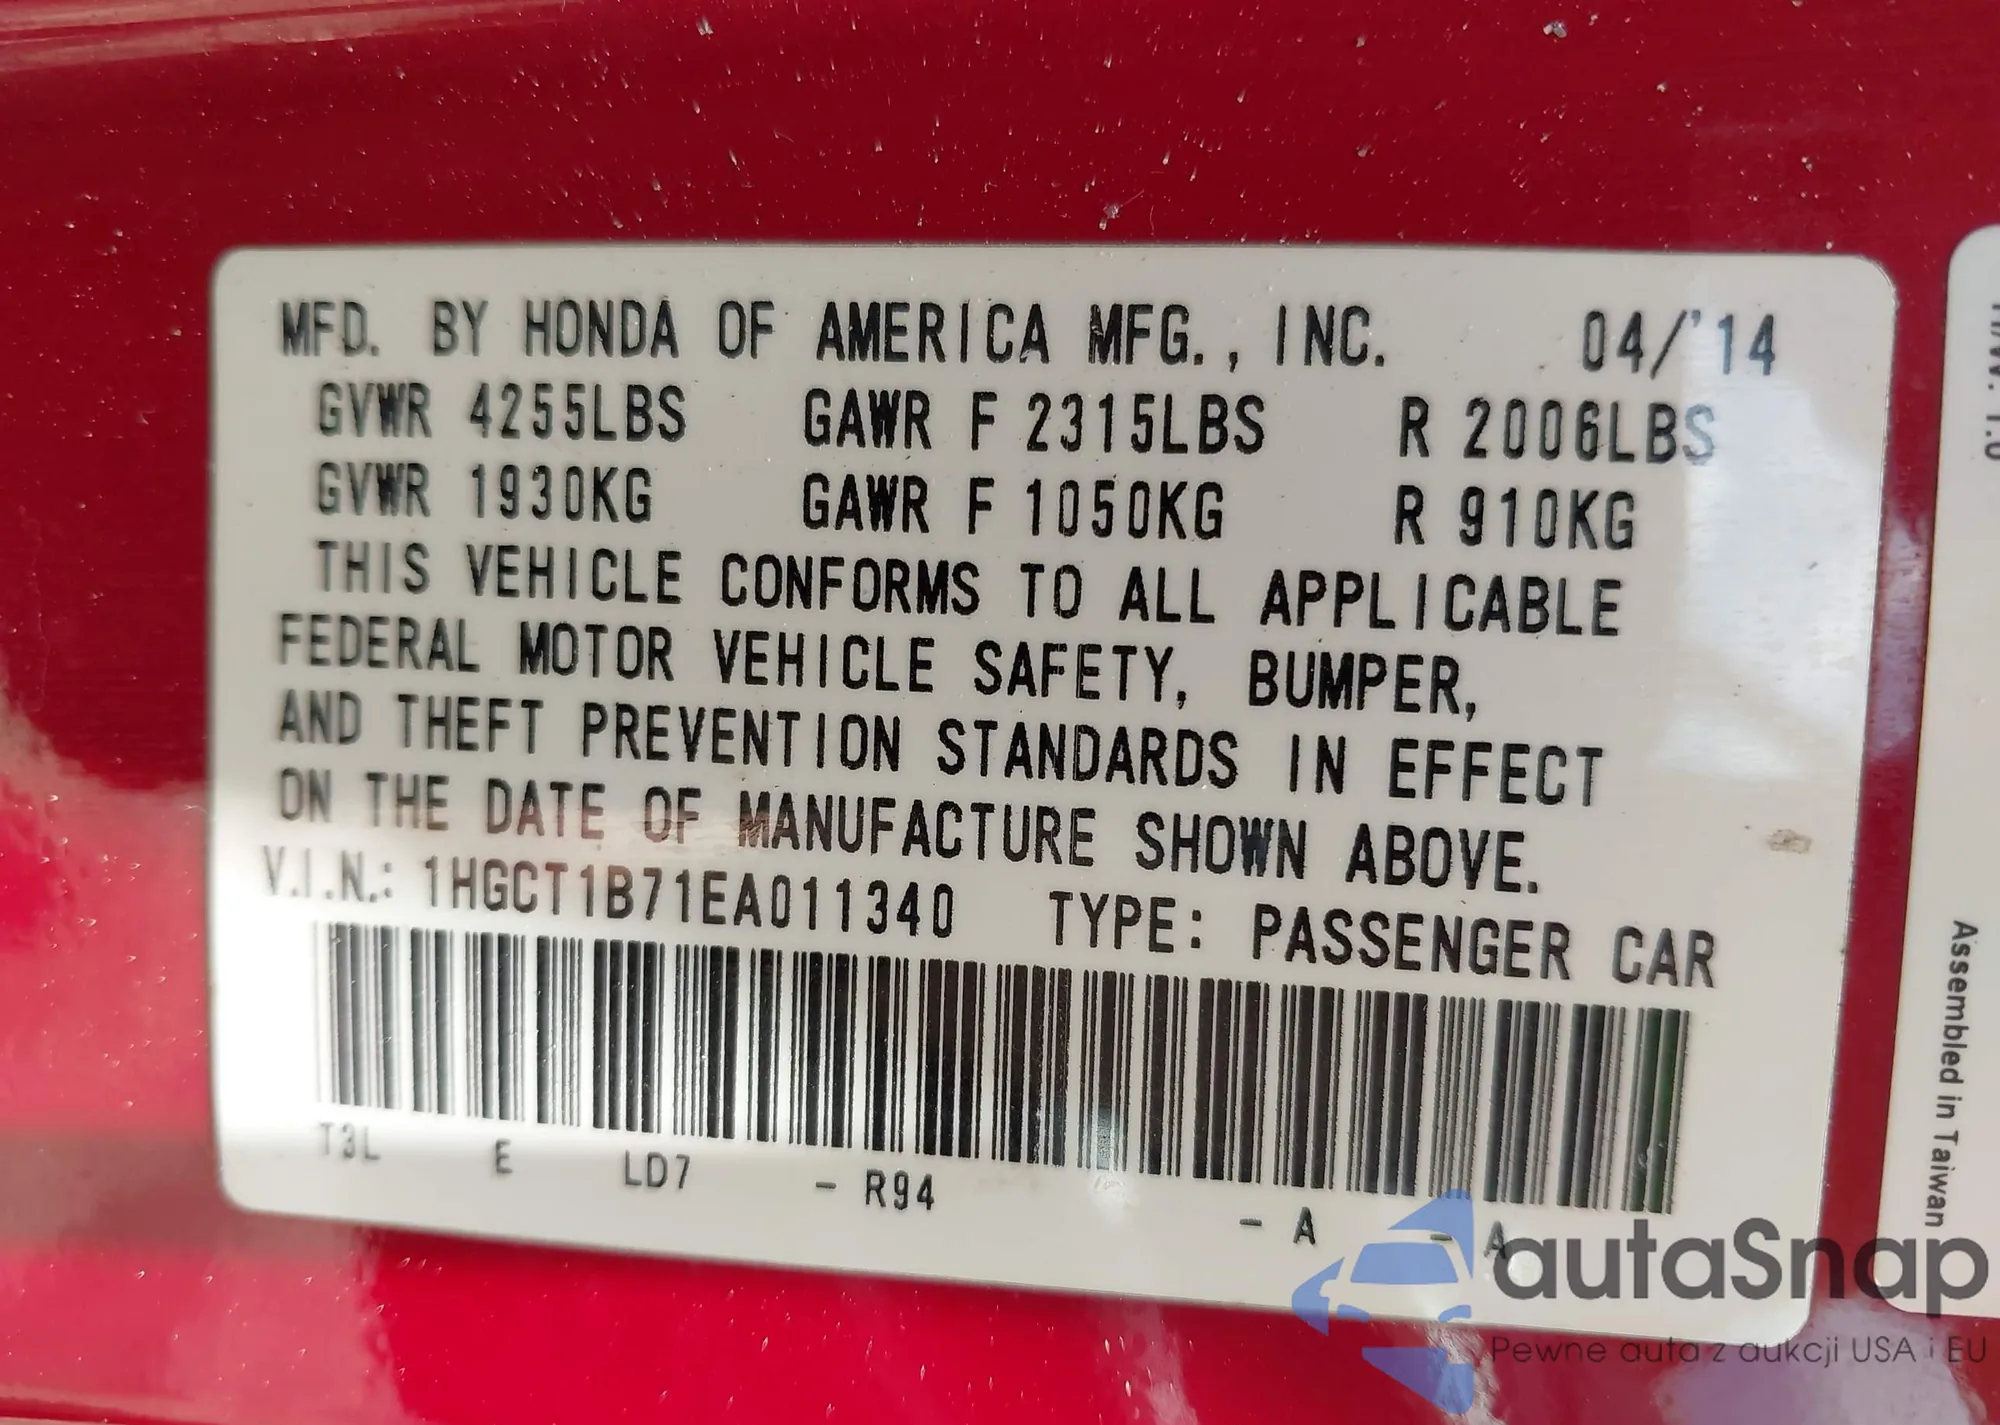 MFD. BY HONDA OF AMERICA MFG., INC. 04/'14
GVWR 4255LBS GAWR F 2315LBS R 2006LBS
GVWR 1930KG GAWR F 1050KG R 910KG
THIS VEHICLE CONFORMS TO ALL APPLICABLE
FEDERAL MOTOR VEHICLE SAFETY, BUMPER,
AND THEFT PREVENTION STANDARDS IN EFFECT
ON THE DATE OF MANUFACTURE SHOWN ABOVE.
V.I.N.: 1HGCT1B71EA011340 TYPE: PASSENGER CAR
T3L E LD7 - R94 - A - A
1.0
Assembled in Taiwan
autaSnap
Pewne auta z aukcji USA i EU